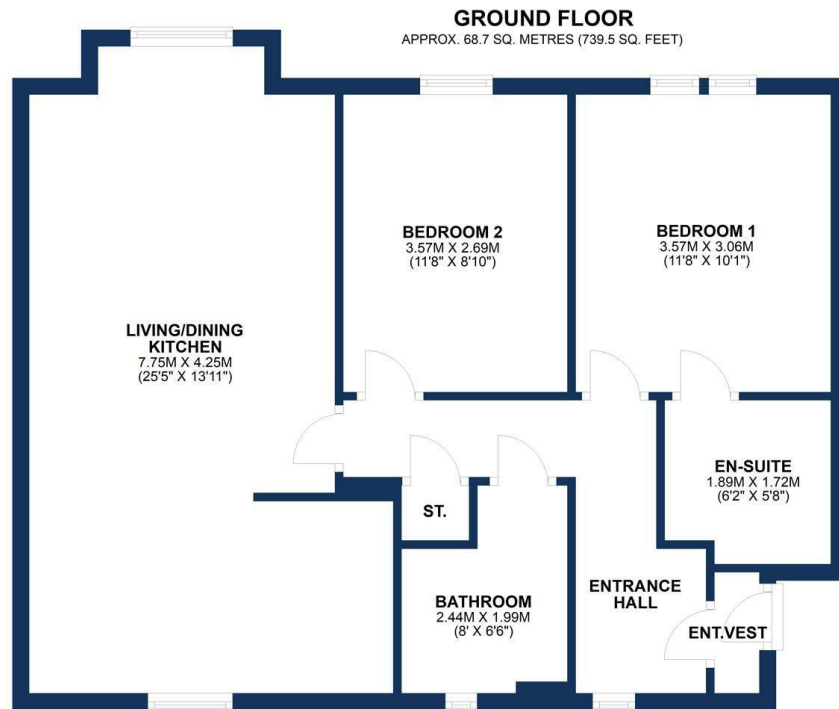 GROUND FLOOR
APPROX. 68.7 SQ. METRES (739.5 SQ. FEET)
BEDROOM 2
3.57M X 2.69M
(11'8" X 8'10")
BEDROOM 1
3.57M X 3.06M
(11'8" X 10'1")
LIVING/DINING
KITCHEN
7.75M X 4.25M
(25'5" X 13'11")
EN-SUITE
1.89M X 1.72M
(6'2" X 5'8")
ST.
BATHROOM
2.44M X 1.99M
(8' X 6'6")
ENTRANCE
HALL
ENT.VEST